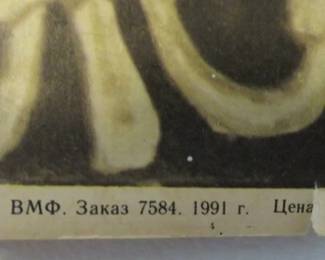 ВМФ. Заказ 7584. 1991 г. Цена